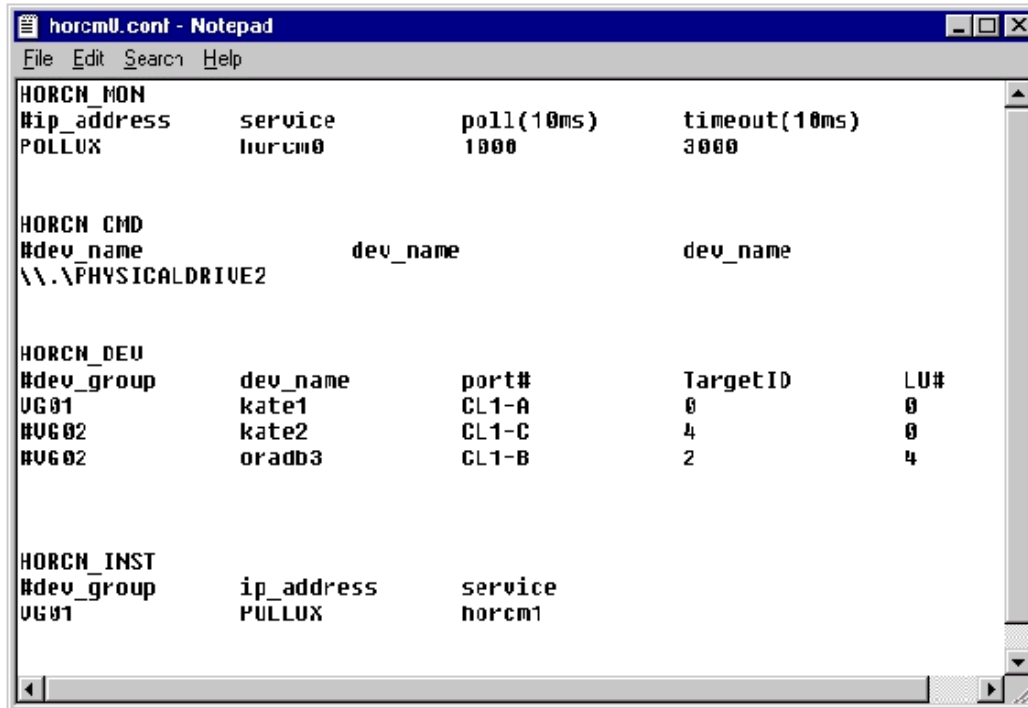 horcm0.conf - Notepad
File Edit Search Help
HORCM_MON
#ip_address service poll(10ms) timeout(10ms)
POLLUX horcm0 1000 3000
HORCM_CMD
#dev_name dev_name dev_name
\\.\PHYSICALDRIVE2
HORCM_DEV
#dev_group dev_name port# TargetID LU#
VG01 kate1 CL1-A 0 0
#VG02 kate2 CL1-C 4 0
#VG02 oradb3 CL1-B 2 4
HORCM_INST
#dev_group ip_address service
VG01 POLLUX horcm1